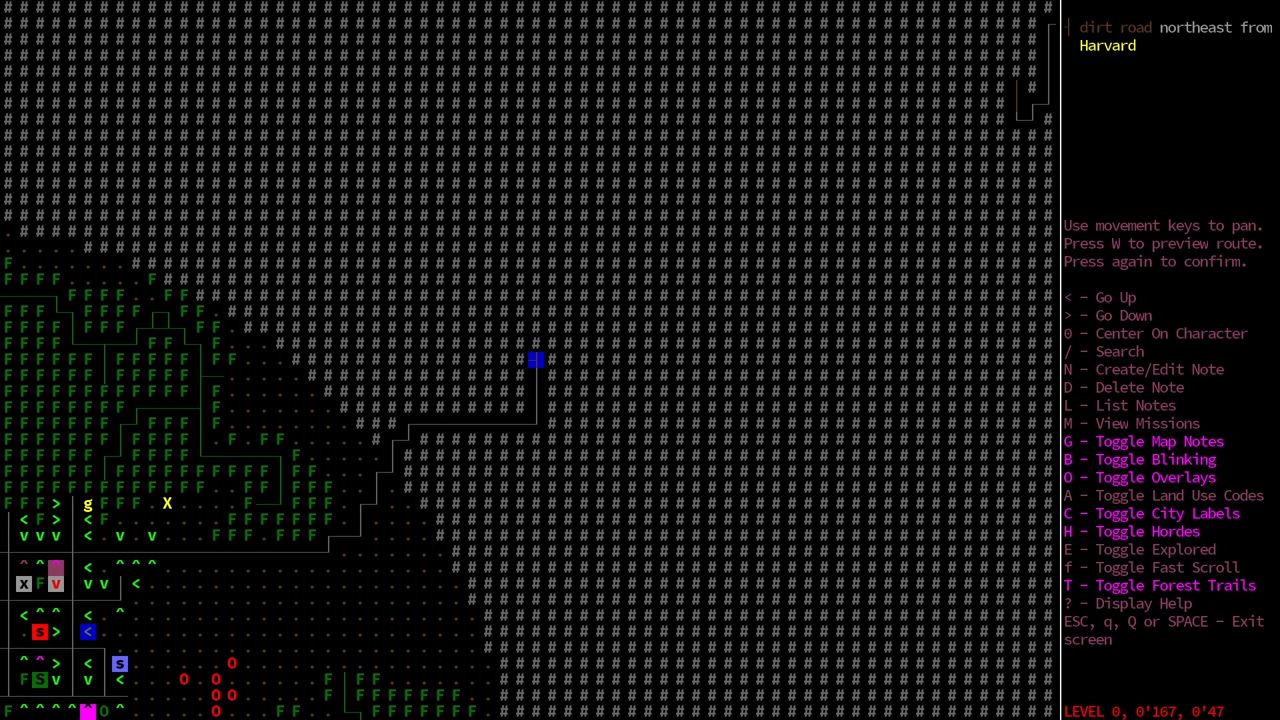 ┤ dirt road northeast from
Harvard
Use movement keys to pan.
Press W to preview route.
Press again to confirm.
< - Go Up
> - Go Down
0 - Center On Character
/ - Search
N - Create/Edit Note
D - Delete Note
L - List Notes
M - View Missions
G - Toggle Map Notes
B - Toggle Blinking
O - Toggle Overlays
A - Toggle Land Use Codes
C - Toggle City Labels
H - Toggle Hordes
E - Toggle Explored
f - Toggle Fast Scroll
T - Toggle Forest Trails
? - Display Help
ESC, q, Q or SPACE - Exit
screen
LEVEL 0, 0'167, 0'47